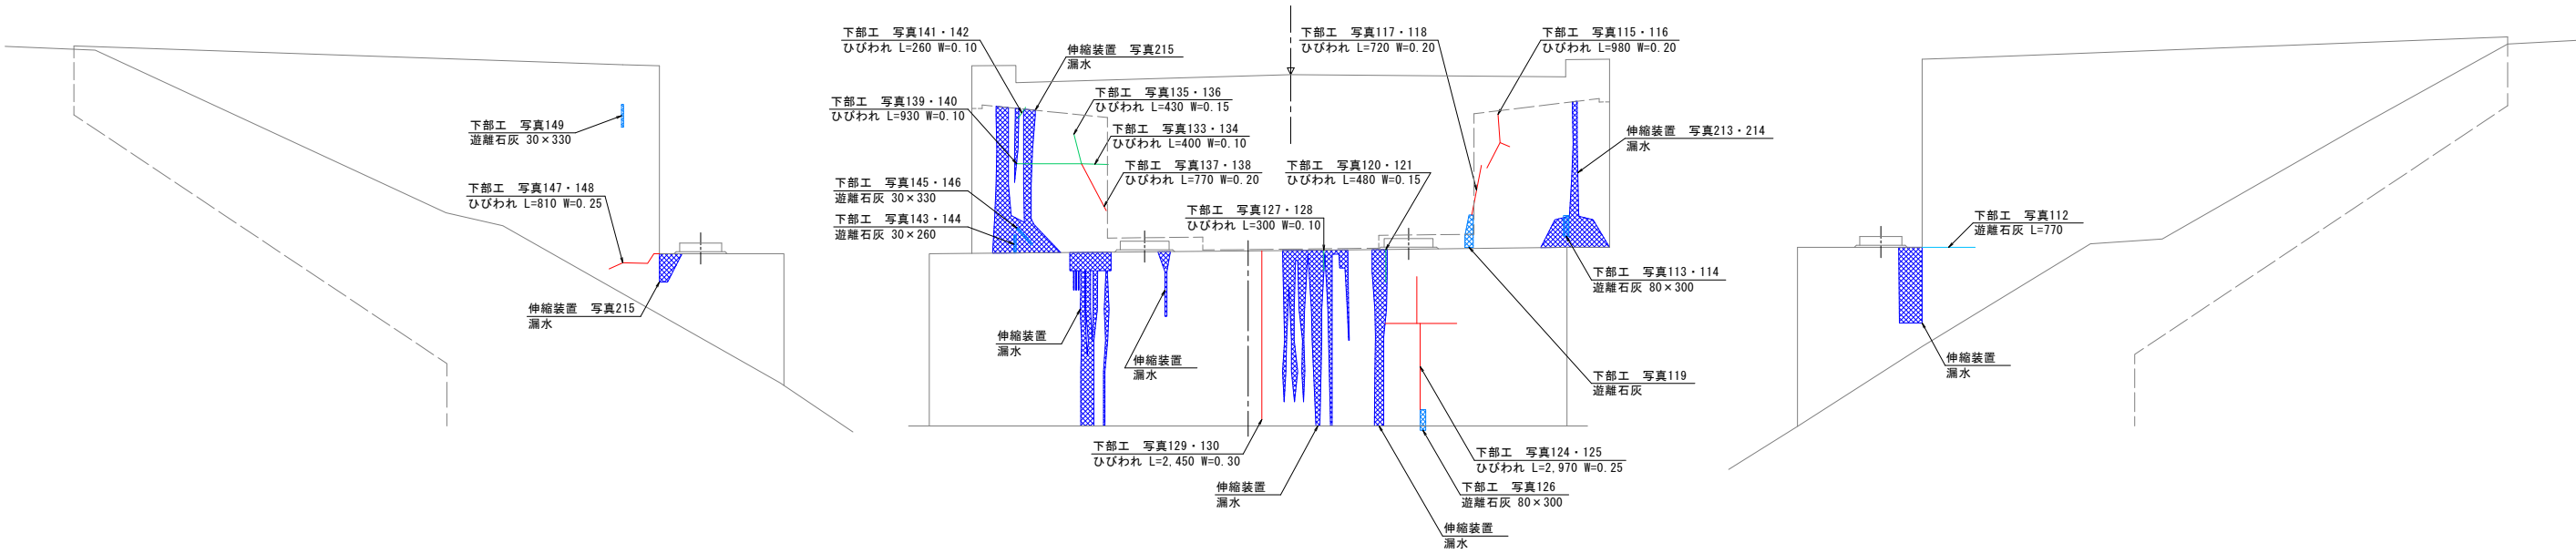 下部工　写真149
遊離石灰 30×330
下部工　写真147・148
ひびわれ L=810 W=0.25
伸縮装置　写真215
漏水
下部工　写真141・142
ひびわれ L=260 W=0.10
伸縮装置　写真215
漏水
下部工　写真139・140
ひびわれ L=930 W=0.10
下部工　写真135・136
ひびわれ L=430 W=0.15
下部工　写真133・134
ひびわれ L=400 W=0.10
下部工　写真137・138
ひびわれ L=770 W=0.20
下部工　写真145・146
遊離石灰 30×330
下部工　写真143・144
遊離石灰 30×260
下部工　写真127・128
ひびわれ L=300 W=0.10
下部工　写真120・121
ひびわれ L=480 W=0.15
下部工　写真117・118
ひびわれ L=720 W=0.20
下部工　写真115・116
ひびわれ L=980 W=0.20
伸縮装置　写真213・214
漏水
下部工　写真113・114
遊離石灰 80×300
伸縮装置
漏水
伸縮装置
漏水
下部工　写真119
遊離石灰
下部工　写真129・130
ひびわれ L=2,450 W=0.30
伸縮装置
漏水
下部工　写真124・125
ひびわれ L=2,970 W=0.25
下部工　写真126
遊離石灰 80×300
伸縮装置
漏水
下部工　写真112
遊離石灰 L=770
伸縮装置
漏水